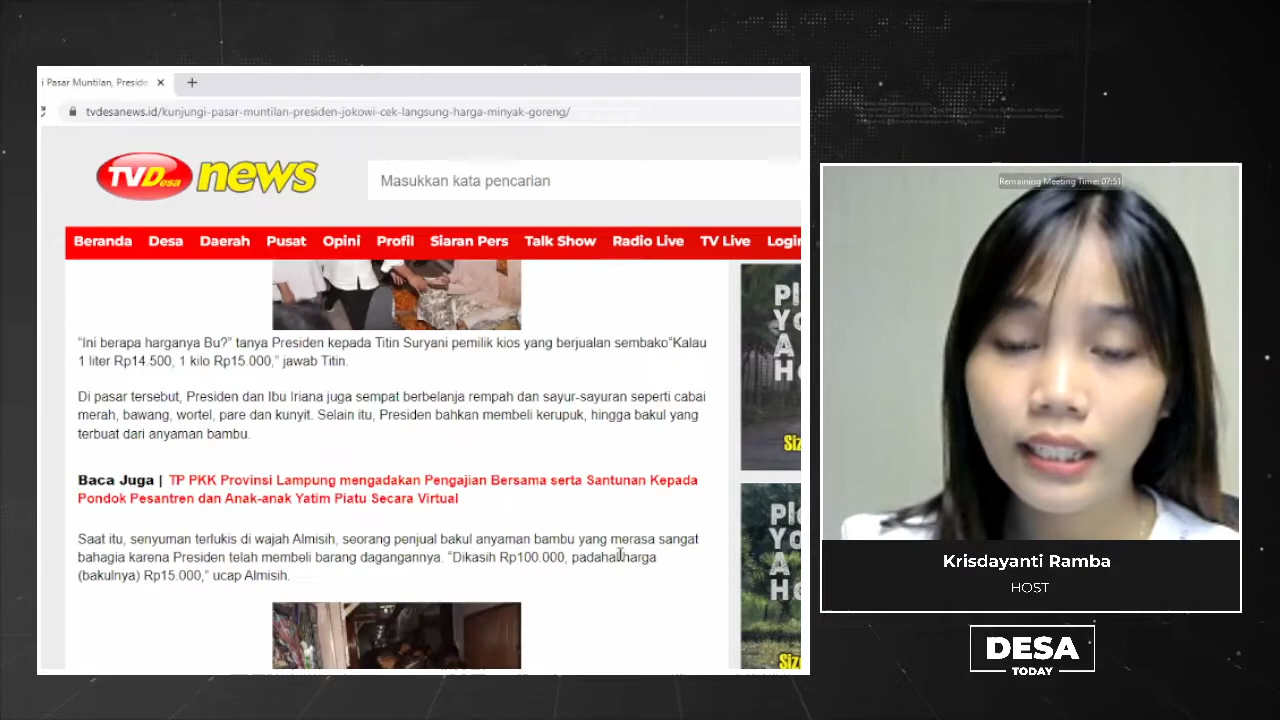 i Pasar Muntilan, Preside
tvdesanews.id/kunjungi-pasar-muntilan-presiden-jokowi-cek-langsung-harga-minyak-goreng/
TVDesa news
Masukkan kata pencarian
Beranda Desa Daerah Pusat Opini Profil Siaran Pers Talk Show Radio Live TV Live Login
“Ini berapa harganya Bu?” tanya Presiden kepada Titin Suryani pemilik kios yang berjualan sembako“Kalau
1 liter Rp14.500, 1 kilo Rp15.000,” jawab Titin.
Di pasar tersebut, Presiden dan Ibu Iriana juga sempat berbelanja rempah dan sayur-sayuran seperti cabai
merah, bawang, wortel, pare dan kunyit. Selain itu, Presiden bahkan membeli kerupuk, hingga bakul yang
terbuat dari anyaman bambu.
Baca Juga | TP PKK Provinsi Lampung mengadakan Pengajian Bersama serta Santunan Kepada
Pondok Pesantren dan Anak-anak Yatim Piatu Secara Virtual
Saat itu, senyuman terlukis di wajah Almisih, seorang penjual bakul anyaman bambu yang merasa sangat
bahagia karena Presiden telah membeli barang dagangannya. “Dikasih Rp100.000, padahal harga
(bakulnya) Rp15.000,” ucap Almisih.
Remaining Meeting Time: 07:51
Krisdayanti Ramba
HOST
DESA
TODAY